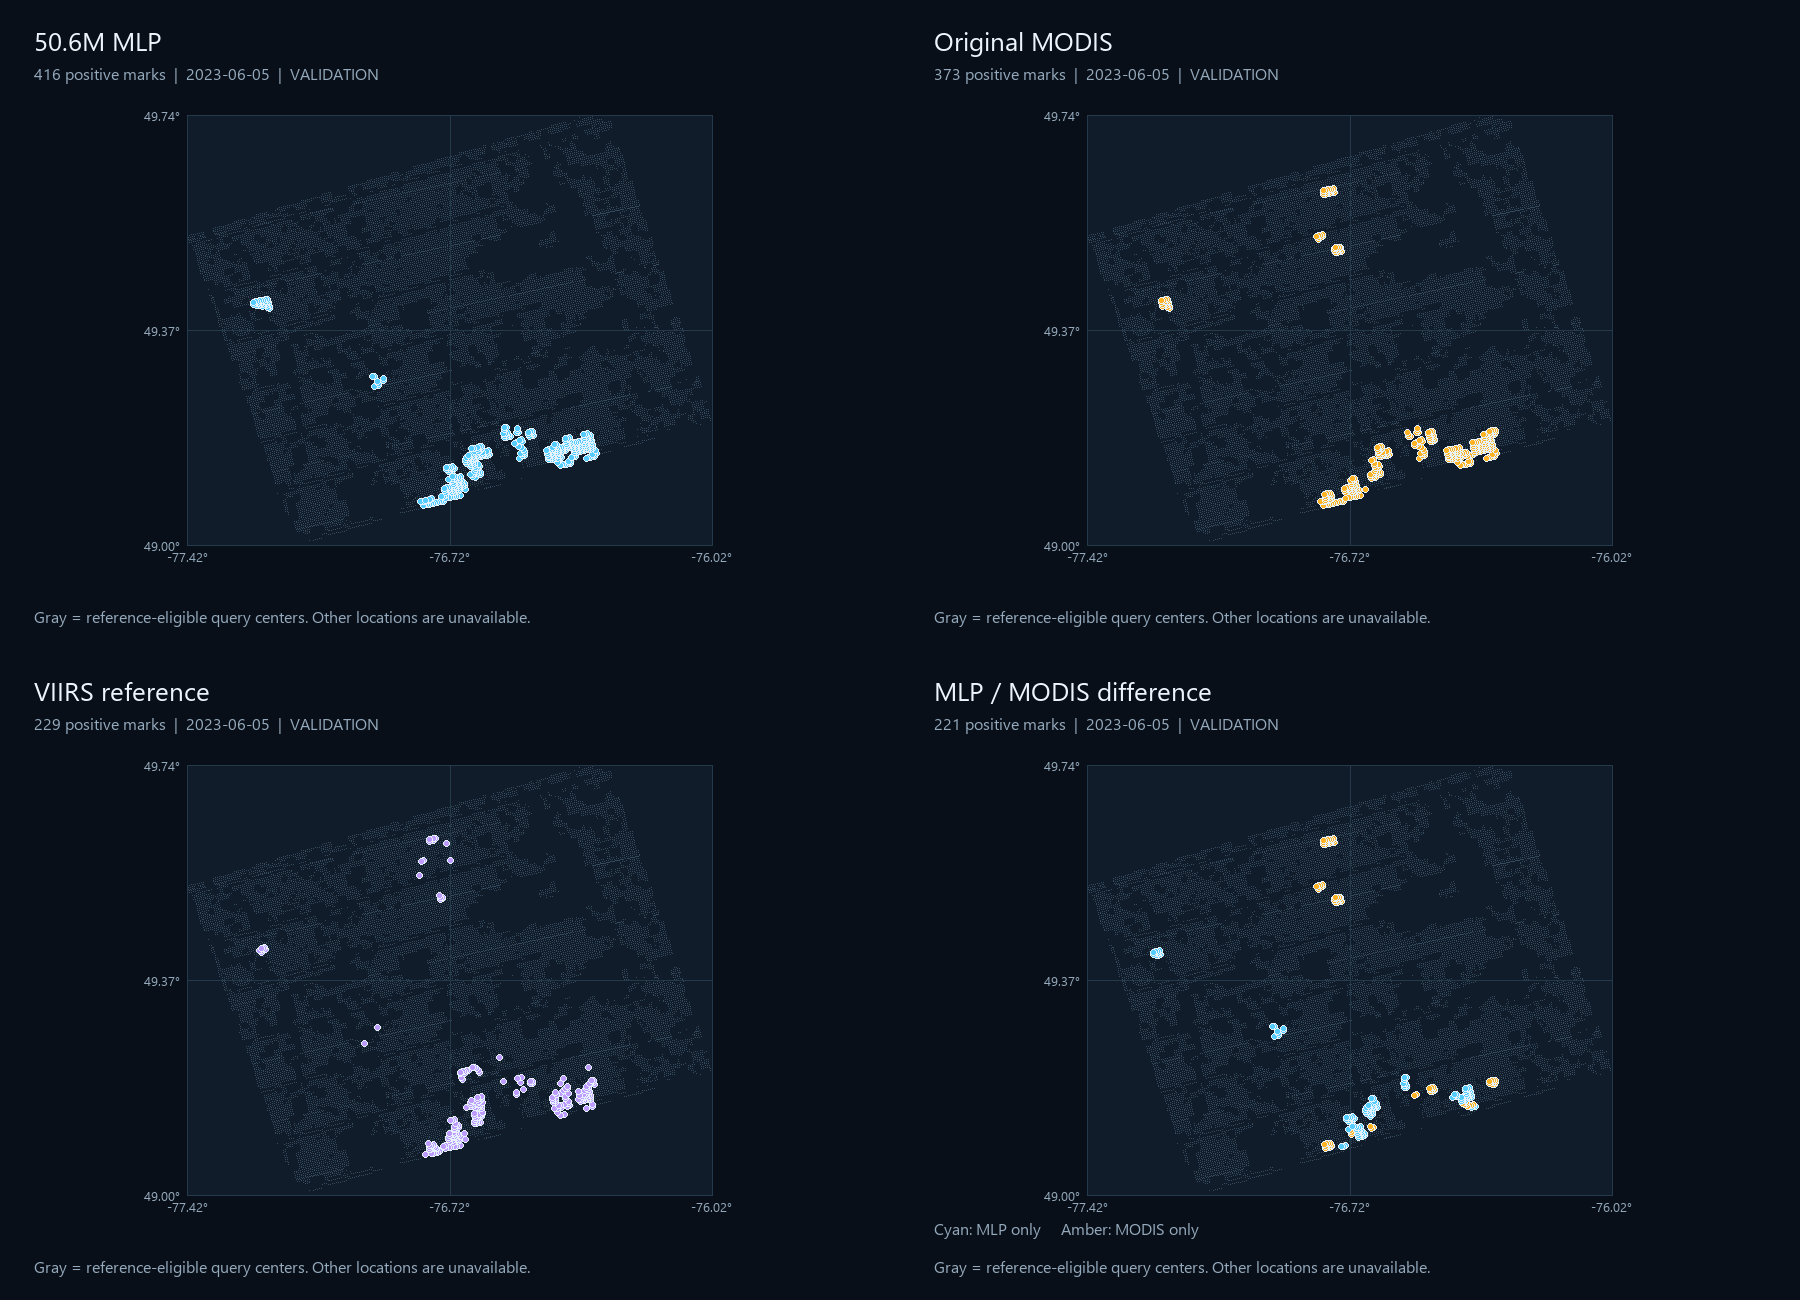 50.6M MLP
416 positive marks | 2023-06-05 | VALIDATION
49.74°
49.37°
49.00°
-77.42°
-76.72°
-76.02°
Gray = reference-eligible query centers. Other locations are unavailable.
Original MODIS
373 positive marks | 2023-06-05 | VALIDATION
49.74°
49.37°
49.00°
-77.42°
-76.72°
-76.02°
Gray = reference-eligible query centers. Other locations are unavailable.
VIIRS reference
229 positive marks | 2023-06-05 | VALIDATION
49.74°
49.37°
49.00°
-77.42°
-76.72°
-76.02°
Gray = reference-eligible query centers. Other locations are unavailable.
MLP / MODIS difference
221 positive marks | 2023-06-05 | VALIDATION
49.74°
49.37°
49.00°
-77.42°
-76.72°
-76.02°
Cyan: MLP only Amber: MODIS only
Gray = reference-eligible query centers. Other locations are unavailable.